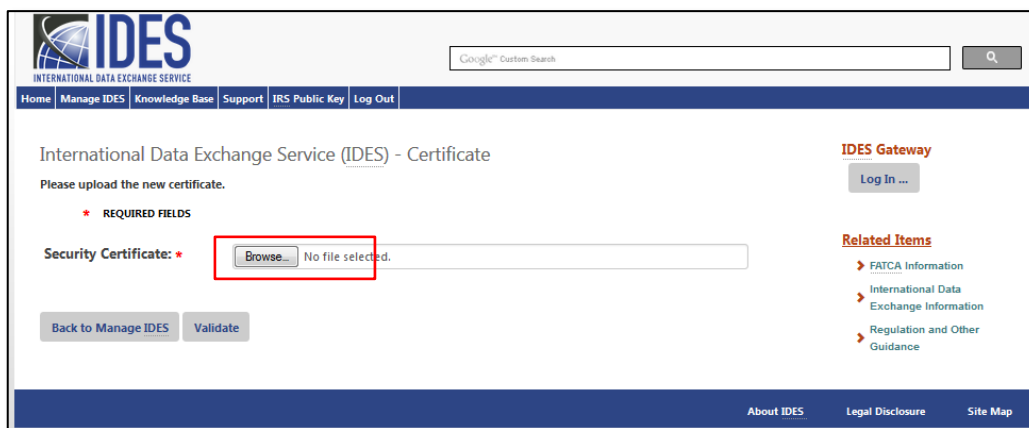 IDES
INTERNATIONAL DATA EXCHANGE SERVICE
Google™ Custom Search
Home Manage IDES Knowledge Base Support IRS Public Key Log Out
International Data Exchange Service (IDES) - Certificate
Please upload the new certificate.
* REQUIRED FIELDS
Security Certificate: * Browse... No file selected.
Back to Manage IDES Validate
IDES Gateway
Log In ...
Related Items
FATCA Information
International Data
Exchange Information
Regulation and Other
Guidance
About IDES Legal Disclosure Site Map